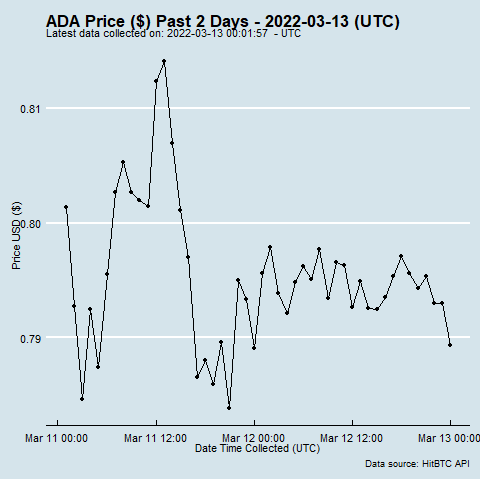 ADA Price ($) Past 2 Days - 2022-03-13 (UTC)
Latest data collected on: 2022-03-13 00:01:57 - UTC
0.81
0.80
0.79
Price USD ($)
Mar 11 00:00 Mar 11 12:00 Mar 12 00:00 Mar 12 12:00 Mar 13 00:00
Date Time Collected (UTC)
Data source: HitBTC API